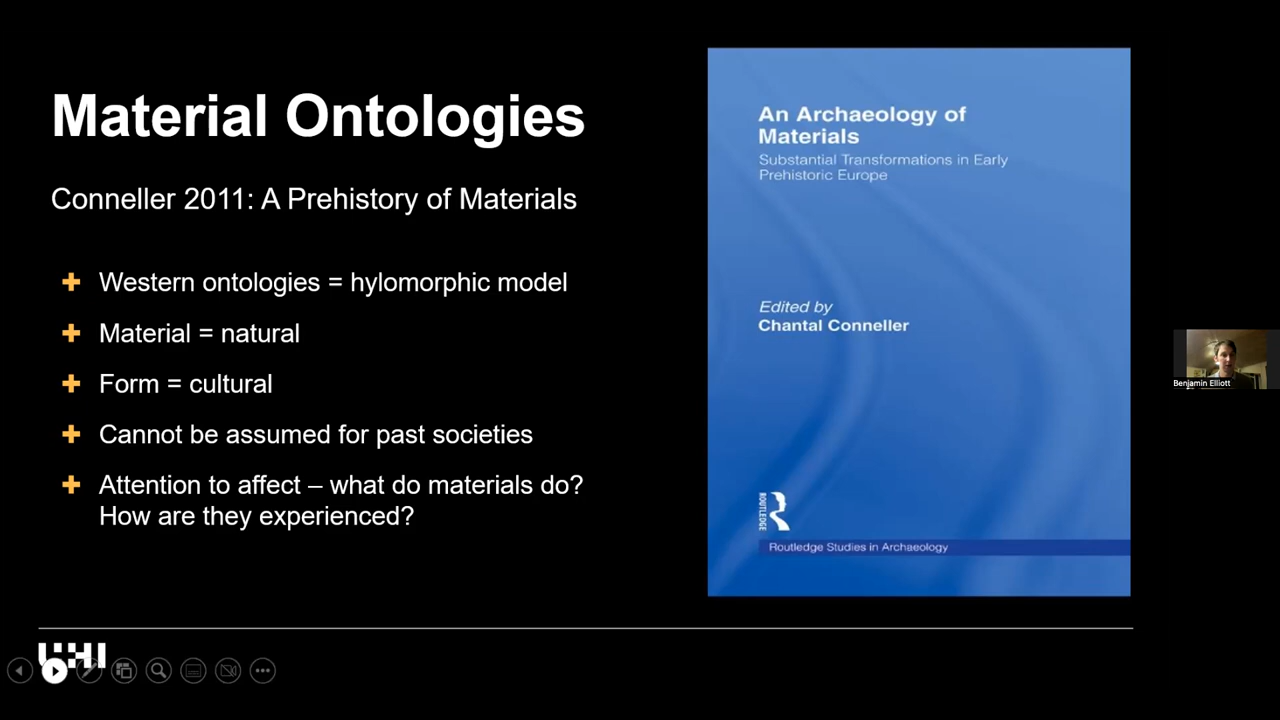 Material Ontologies
Conneller 2011: A Prehistory of Materials
Western ontologies = hylomorphic model
Material = natural
Form = cultural
Cannot be assumed for past societies
Attention to affect – what do materials do?
How are they experienced?
An Archaeology of
Materials
Substantial Transformations in Early
Prehistoric Europe
Edited by
Chantal Conneller
ROUTLEDGE
Routledge Studies in Archaeology
Benjamin Elliott
UHI